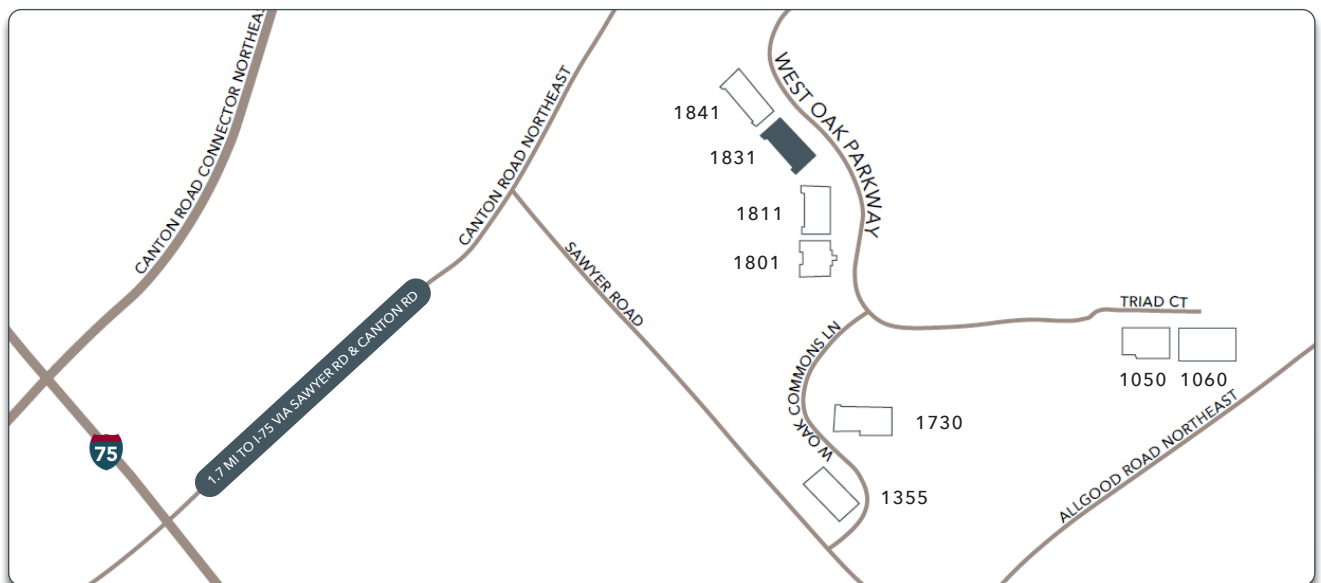 CANTON ROAD CONNECTOR NORTHEAS
CANTON ROAD NORTHEAST
WEST OAK PARKWAY
1841
1831
1811
1801
SAWYER ROAD
1.7 MI TO I-75 VIA SAWYER RD & CANTON RD
TRIAD CT
W OAK COMMONS LN
1050
1060
1730
ALLGOOD ROAD NORTHEAST
75
1355